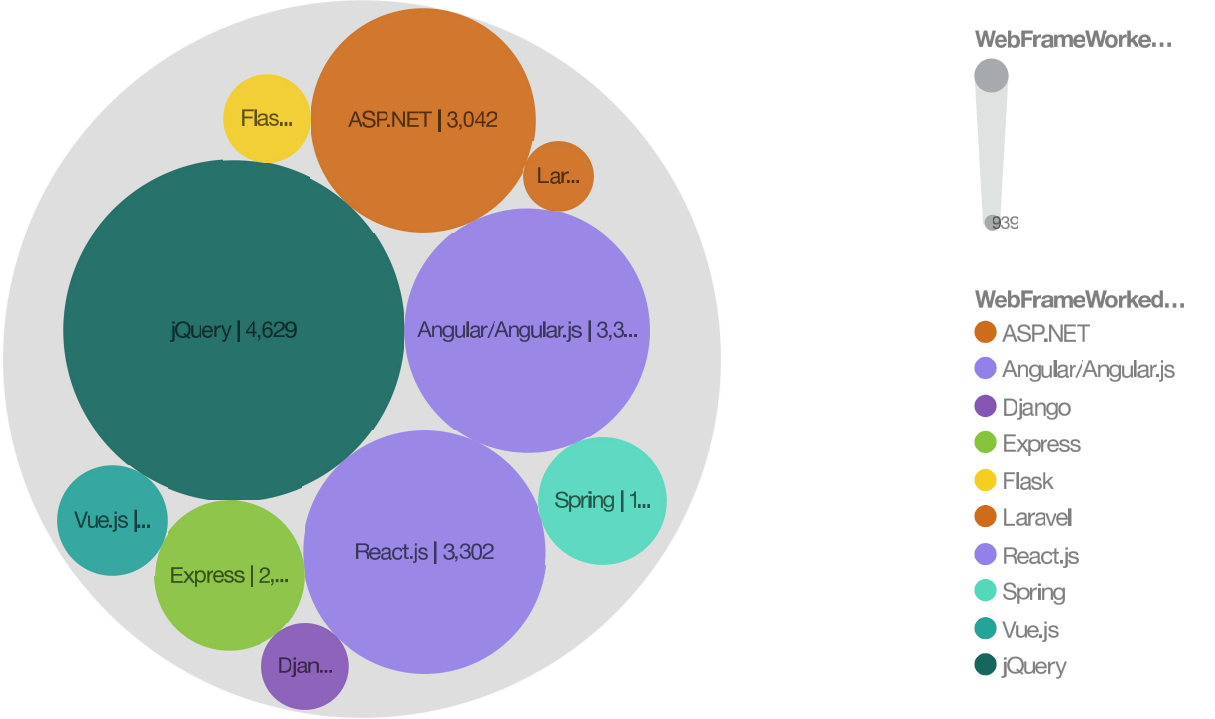 Flas...
ASP.NET | 3,042
Lar...
jQuery | 4,629
Angular/Angular.js | 3,3...
Vue.js |...
Express | 2,...
React.js | 3,302
Spring | 1...
Djan...
WebFrameWorke...
939
WebFrameWorked...
ASP.NET
Angular/Angular.js
Django
Express
Flask
Laravel
React.js
Spring
Vue.js
jQuery